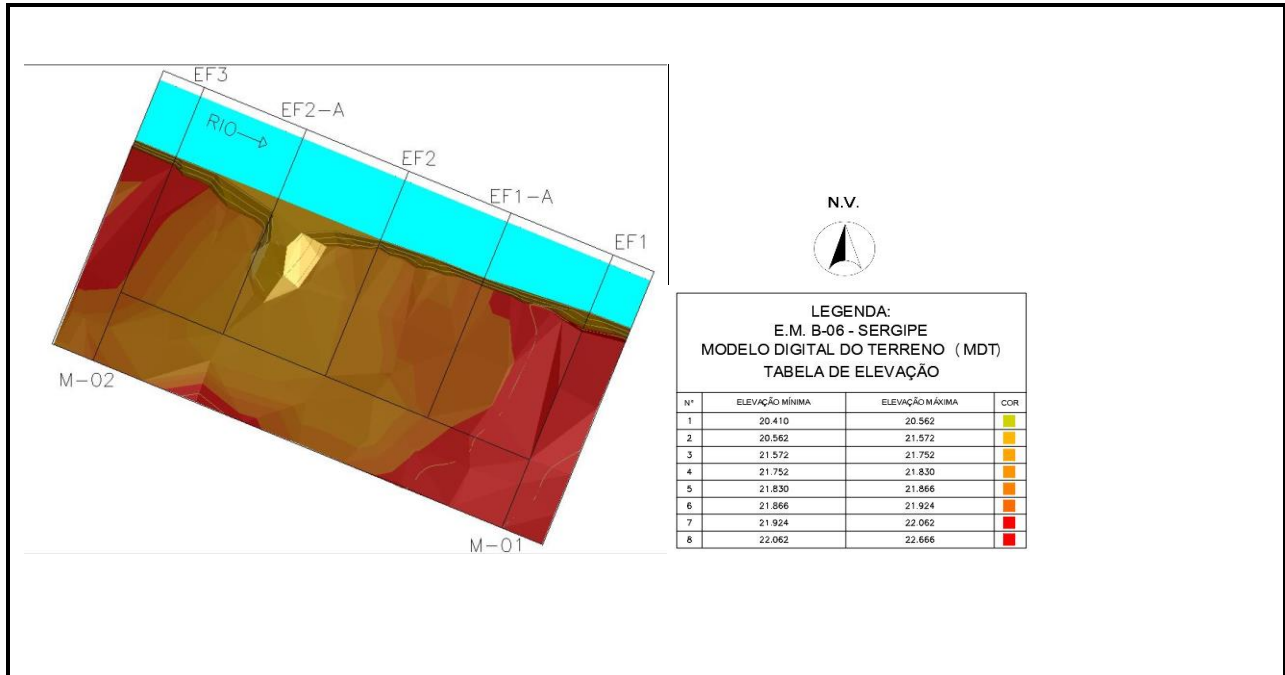 EF3
EF2-A
RIO
EF2
EF1-A
EF1
M-02
M-01
N.V.
LEGENDA:
E.M. B-06 - SERGIPE
MODELO DIGITAL DO TERRENO (MDT)
TABELA DE ELEVAÇÃO
N° ELEVAÇÃO MÍNIMA ELEVAÇÃO MÁXIMA COR
1 20.410 20.562
2 20.562 21.572
3 21.572 21.752
4 21.752 21.830
5 21.830 21.866
6 21.866 21.924
7 21.924 22.062
8 22.062 22.666